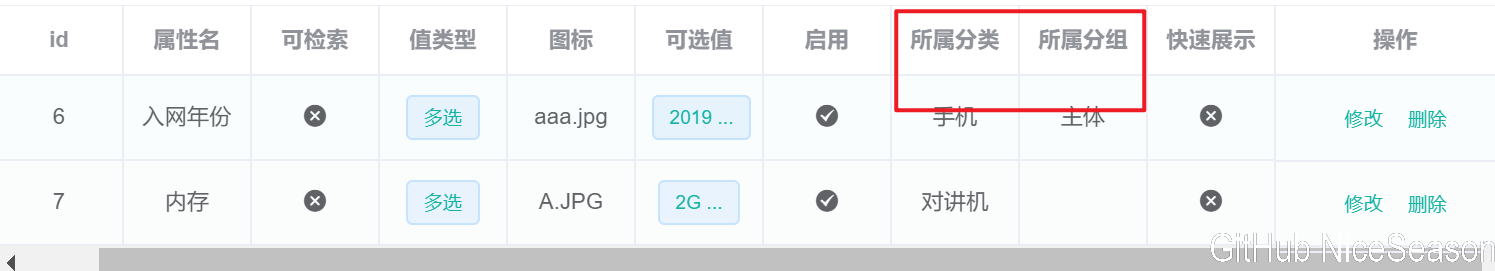 id 属性名 可检索 值类型 图标 可选值 启用 所属分类 所属分组 快速展示 操作
6 入网年份 多选 aaa.jpg 2019 ... 手机 主体 修改 删除
7 内存 多选 A.JPG 2G ... 对讲机 修改 删除
GitHub NiceSeason